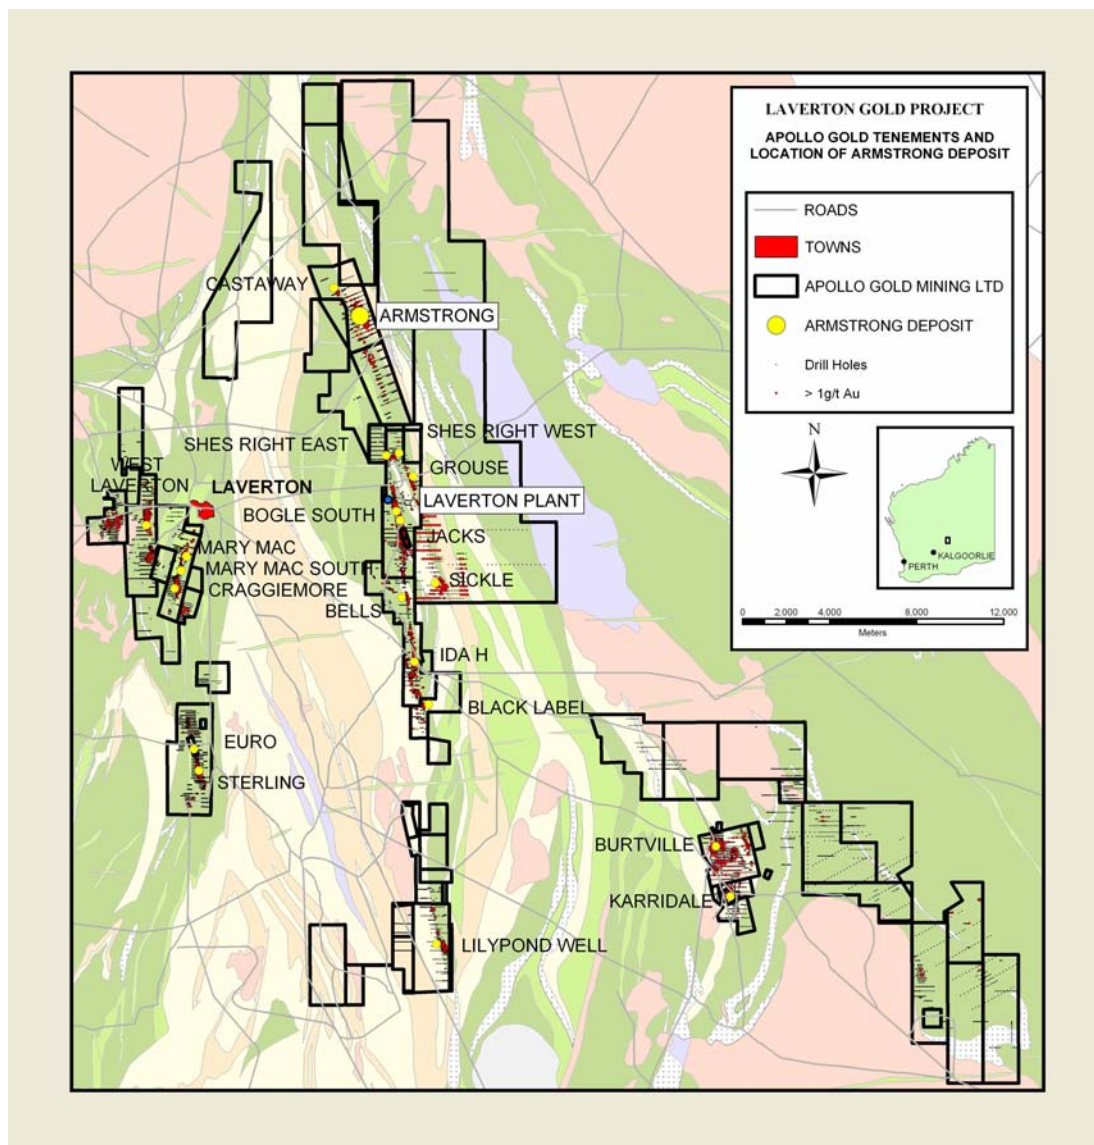 LAVERTON GOLD PROJECT
APOLLO GOLD TENEMENTS AND
LOCATION OF ARMSTRONG DEPOSIT
ROADS
TOWNS
APOLLO GOLD MINING LTD
ARMSTRONG DEPOSIT
Drill Holes
> 1g/t Au
N
KALGOORLIE
PERTH
0 2,000 4,000 8,000 12,000
Meters
CASTAWAY
ARMSTRONG
SHES RIGHT EAST
SHES RIGHT WEST
GROUSE
WEST
LAVERTON
LAVERTON
LAVERTON PLANT
BOGLE SOUTH
JACKS
MARY MAC
MARY MAC SOUTH
CRAGGIEMORE
SICKLE
BELLS
IDA H
BLACK LABEL
EURO
STERLING
BURTVILLE
KARRIDALE
LILYPOND WELL